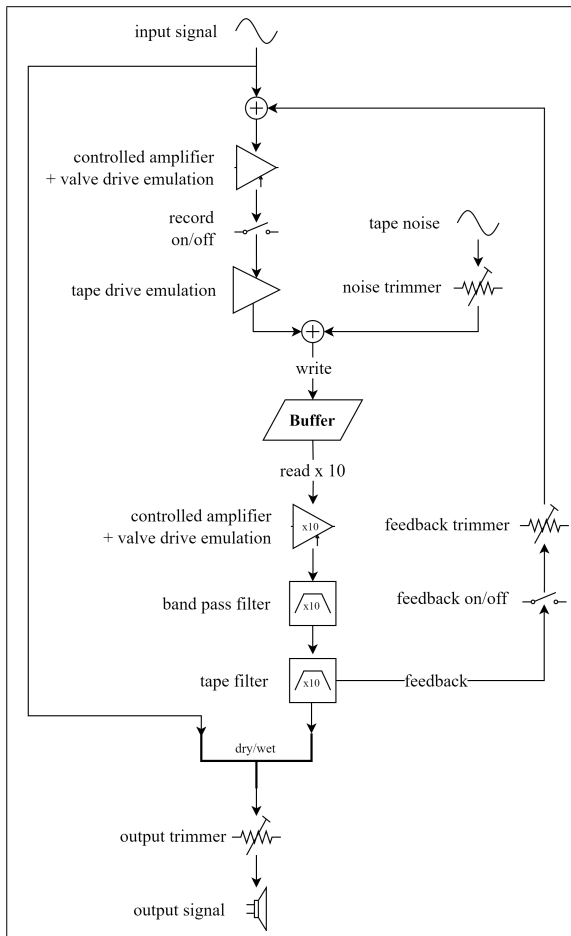 input signal
controlled amplifier
+ valve drive emulation
record
on/off
tape noise
tape drive emulation
noise trimmer
write
Buffer
read x 10
controlled amplifier
+ valve drive emulation
x10
feedback trimmer
band pass filter
x10
feedback on/off
tape filter
x10
feedback
dry/wet
output trimmer
output signal